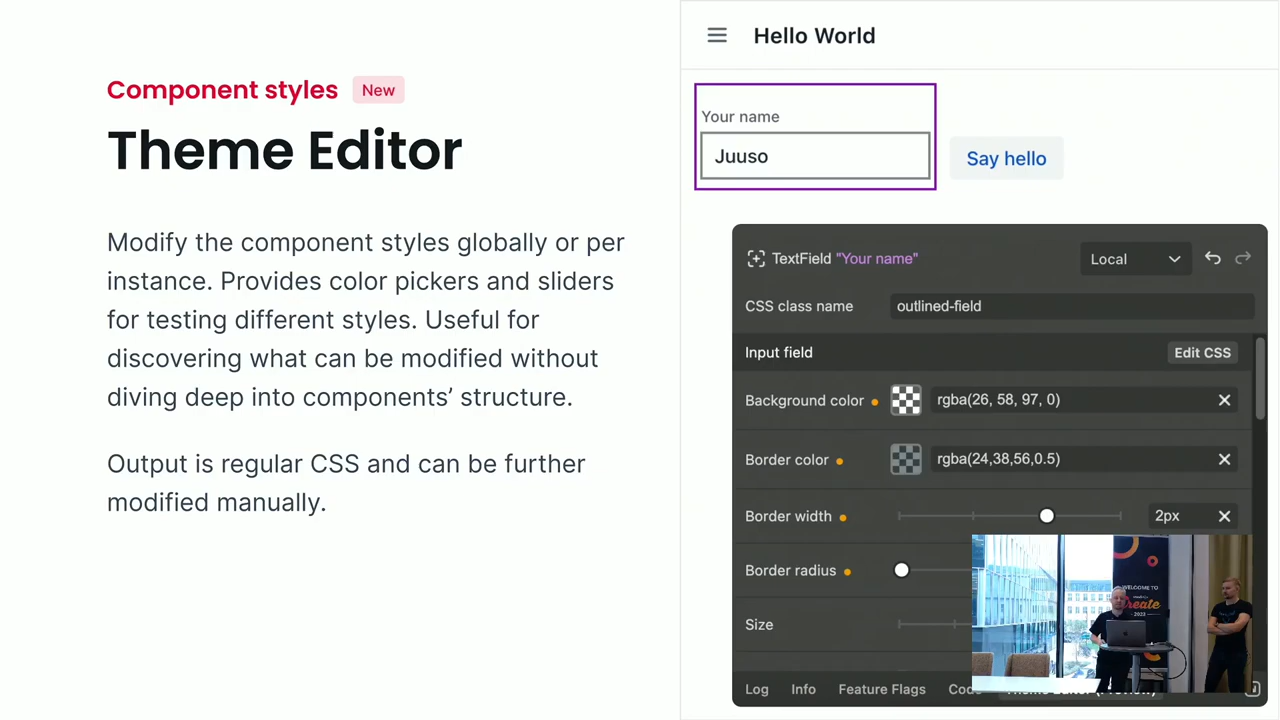 Component styles New
Theme Editor
Modify the component styles globally or per
instance. Provides color pickers and sliders
for testing different styles. Useful for
discovering what can be modified without
diving deep into components’ structure.
Output is regular CSS and can be further
modified manually.
Hello World
Your name
Juuso
Say hello
TextField "Your name" Local
CSS class name outlined-field
Input field Edit CSS
Background color rgba(26, 58, 97, 0)
Border color rgba(24,38,56,0.5)
Border width 2px
Border radius
Size
WELCOME TO
Create
2022
Log Info Feature Flags